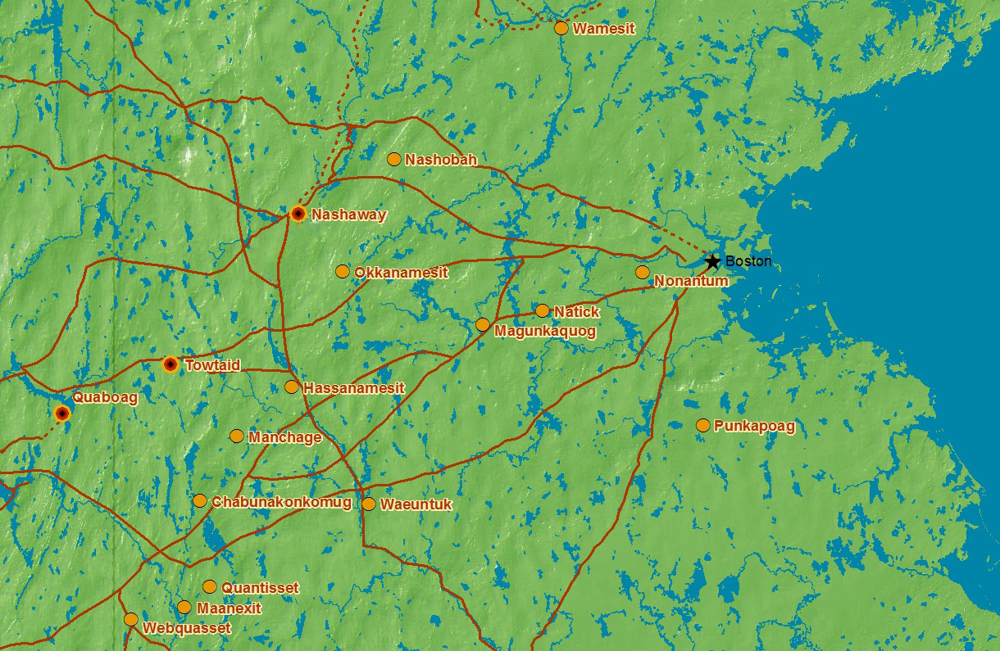 Wamesit
Nashobah
Nashaway
Boston
Okkanamesit
Nonantum
Natick
Magunkaquog
Towtaid
Hassanamesit
Quaboag
Punkapoag
Manchage
Chabunakonkomug
Waeuntuk
Quantisset
Maanexit
Webquasset